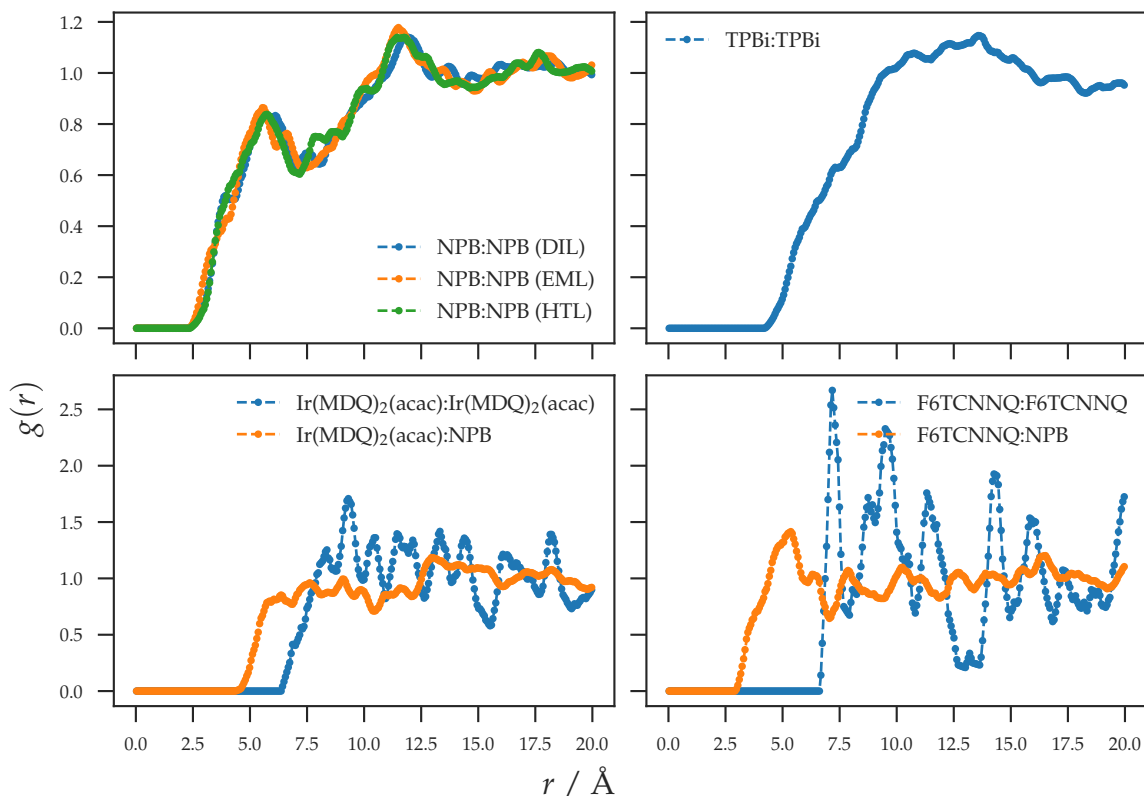 1.2
1.0
0.8
0.6
0.4
0.2
0.0
NPB:NPB (DIL)
NPB:NPB (EML)
NPB:NPB (HTL)
TPBi:TPBi
g(r)
2.5
2.0
1.5
1.0
0.5
0.0
Ir(MDQ)₂(acac):Ir(MDQ)₂(acac)
Ir(MDQ)₂(acac):NPB
F6TCNNQ:F6TCNNQ
F6TCNNQ:NPB
0.0 2.5 5.0 7.5 10.0 12.5 15.0 17.5 20.0
0.0 2.5 5.0 7.5 10.0 12.5 15.0 17.5 20.0
r / Å